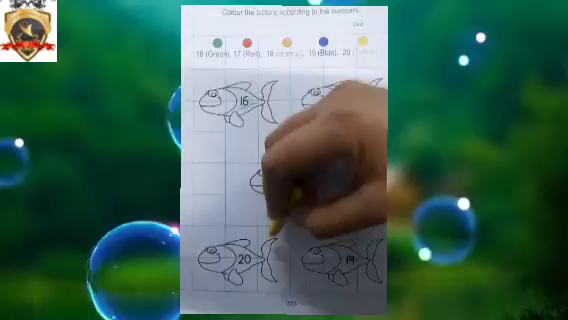 Colour the picture according to the numbers.
16 (Green), 17 (Red), 18 (orange), 19 (Blue), 20 (Yellow)
16
20
19